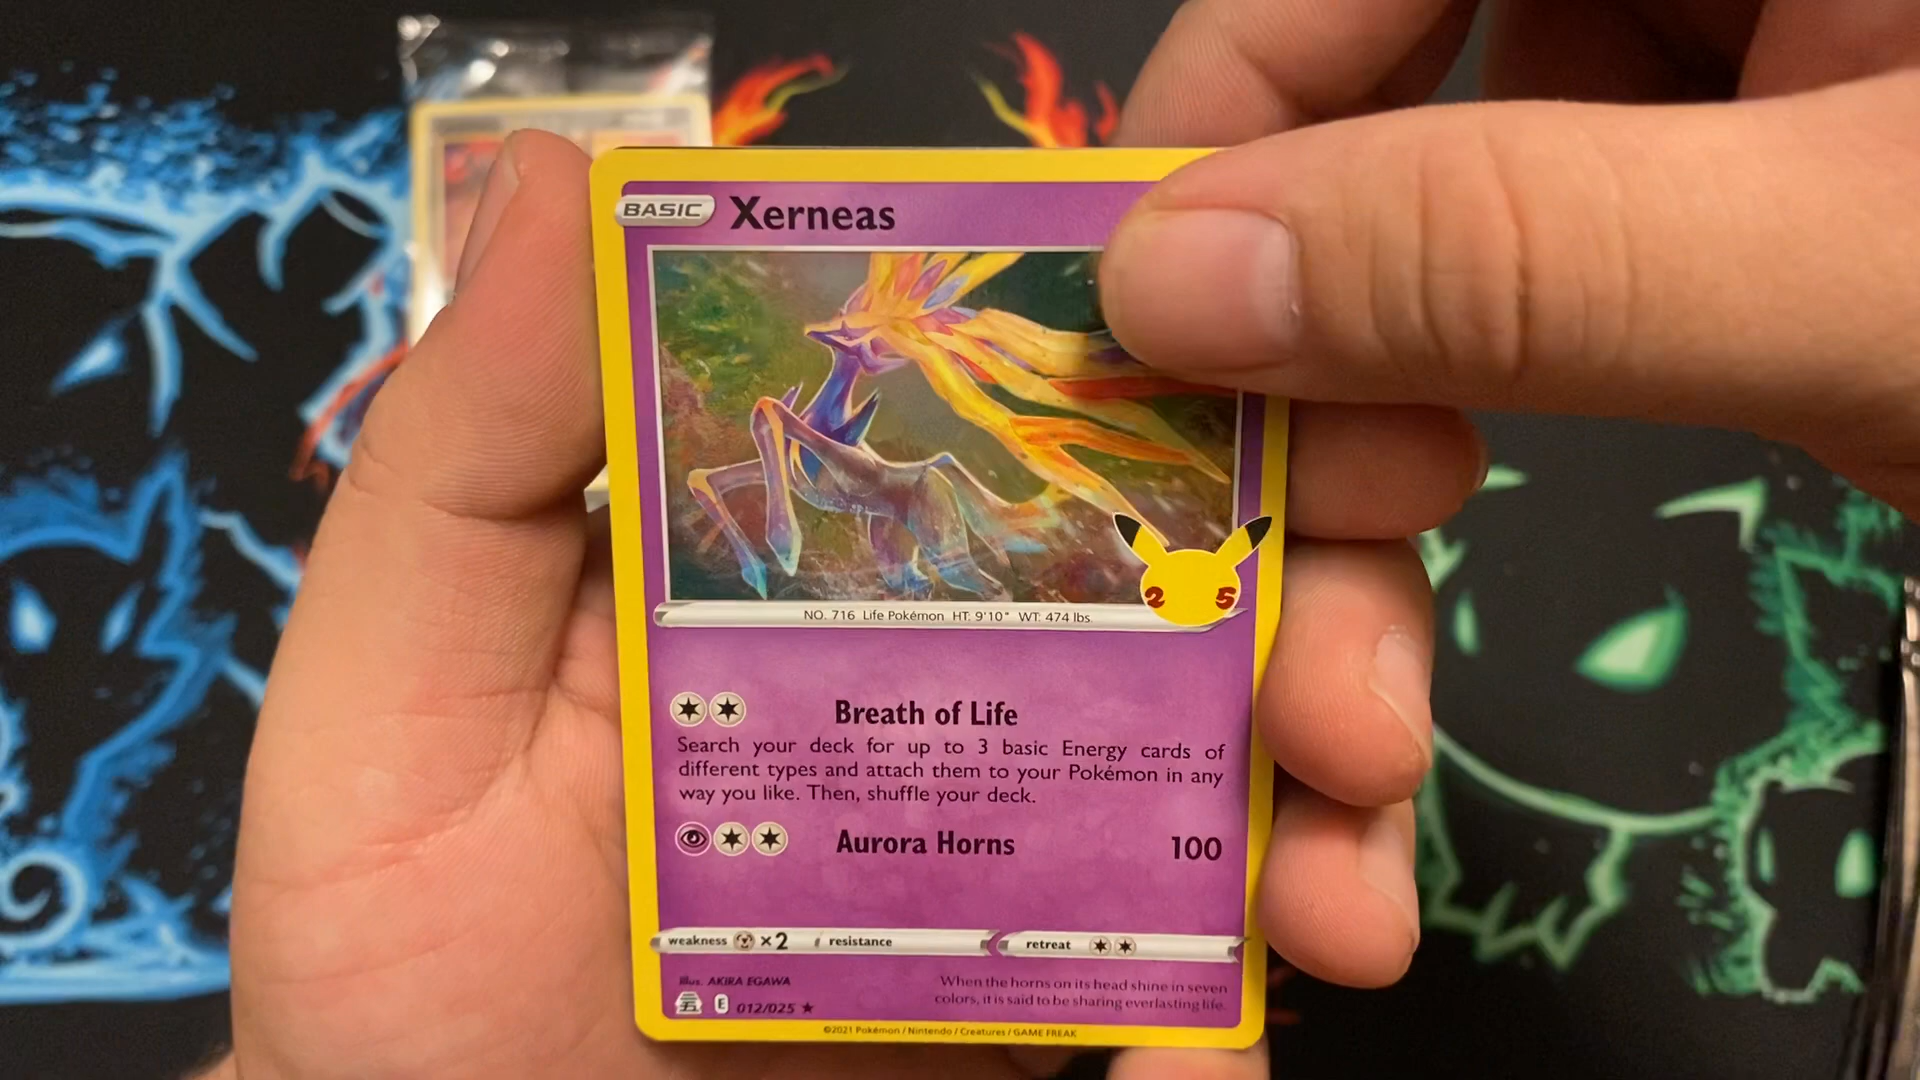 BASIC Xerneas
25
NO. 716 Life Pokémon HT: 9'10" WT: 474 lbs.
Breath of Life
Search your deck for up to 3 basic Energy cards of
different types and attach them to your Pokémon in any
way you like. Then, shuffle your deck.
Aurora Horns 100
weakness ×2 resistance retreat
Illus. AKIRA EGAWA
When the horns on its head shine in seven
colors, it is said to be sharing everlasting life.
E 012/025 ★
©2021 Pokémon / Nintendo / Creatures / GAME FREAK